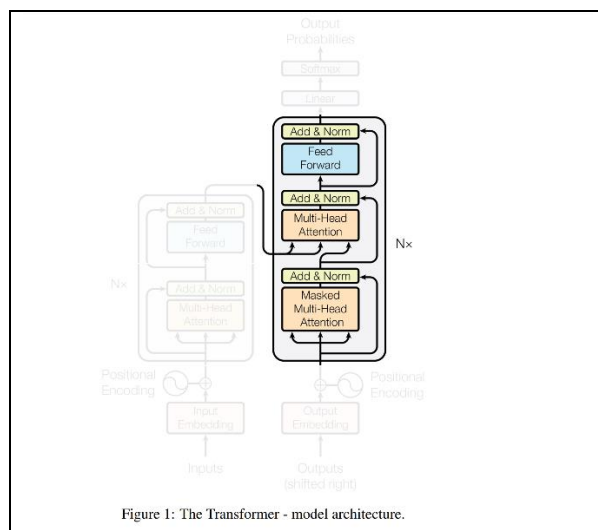 Output
Probabilities
Softmax
Linear
Add & Norm
Feed
Forward
Add & Norm
Multi-Head
Attention
Add & Norm
Masked
Multi-Head
Attention
N×
Add & Norm
Feed
Forward
Add & Norm
Multi-Head
Attention
N×
Positional
Encoding
Positional
Encoding
Input
Embedding
Output
Embedding
Inputs
Outputs
(shifted right)
Figure 1: The Transformer - model architecture.